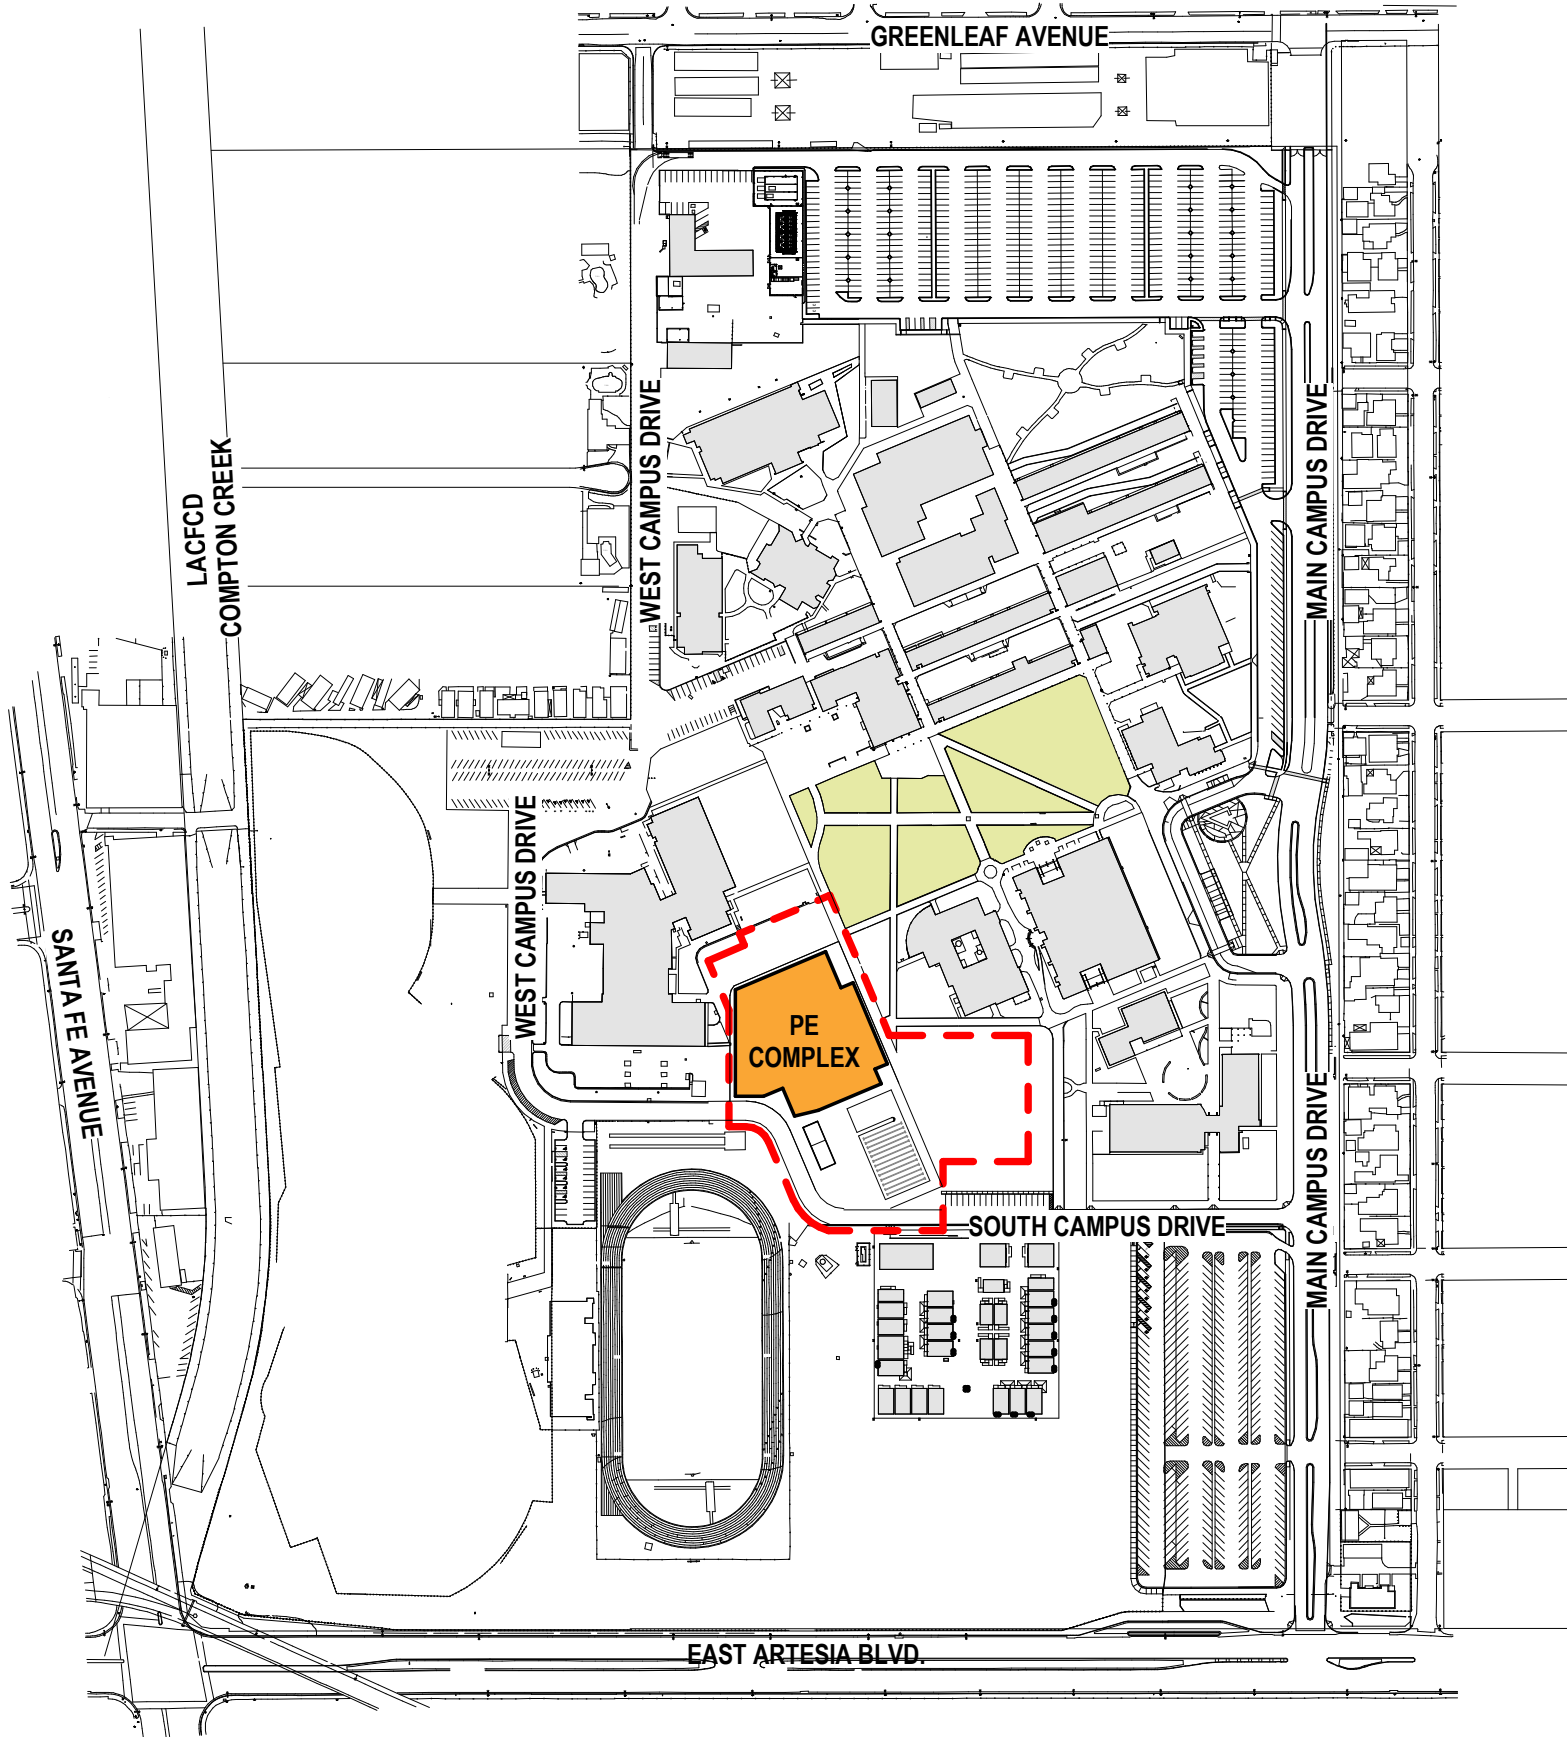 GREENLEAF AVENUE
WEST CAMPUS DRIVE
MAIN CAMPUS DRIVE
LACFCD
COMPTON CREEK
WEST CAMPUS DRIVE
SANTA FE AVENUE
PE
COMPLEX
MAIN CAMPUS DRIVE
SOUTH CAMPUS DRIVE
EAST ARTESIA BLVD.